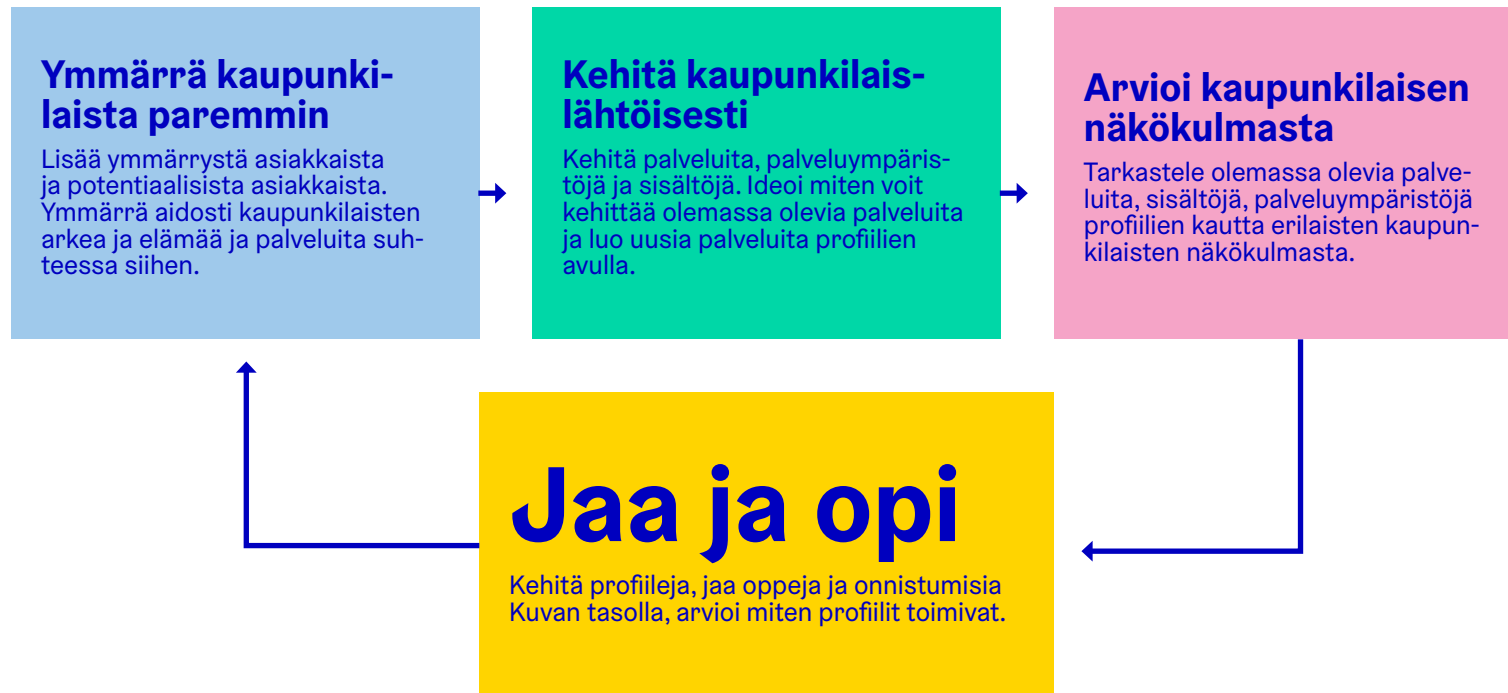 Ymmärrä kaupunki-
laista paremmin
Lisää ymmärrystä asiakkaista
ja potentiaalisista asiakkaista.
Ymmärrä aidosti kaupunkilaisten
arkea ja elämää ja palveluita suh-
teessa siihen.
Kehitä kaupunkilais-
lähtöisesti
Kehitä palveluita, palveluympäris-
töjä ja sisältöjä. Ideoi miten voit
kehittää olemassa olevia palveluita
ja luo uusia palveluita profiilien
avulla.
Arvioi kaupunkilaisen
näkökulmasta
Tarkastele olemassa olevia palve-
luita, sisältöjä, palveluympäristöjä
profiilien kautta erilaisten kaupun-
kilaisten näkökulmasta.
Jaa ja opi
Kehitä profiileja, jaa oppeja ja onnistumisia
Kuvan tasolla, arvioi miten profiilit toimivat.